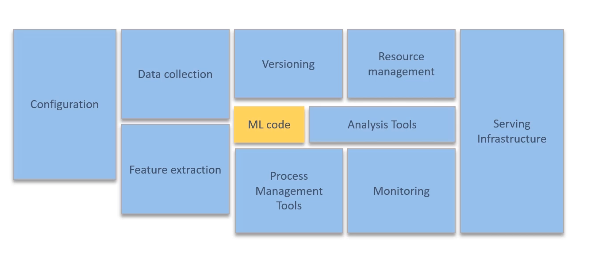 Configuration
Data collection
Feature extraction
Versioning
Resource
management
ML code
Analysis Tools
Process
Management
Tools
Monitoring
Serving
Infrastructure